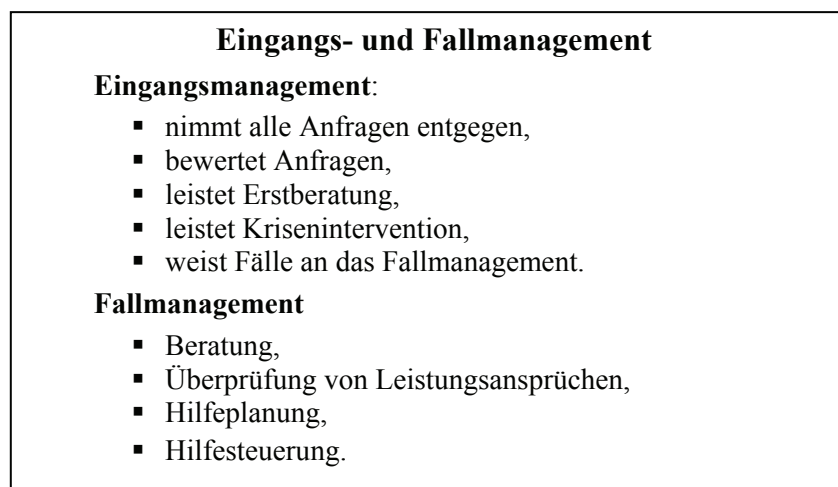 Eingangs- und Fallmanagement
Eingangsmanagement:
▪ nimmt alle Anfragen entgegen,
▪ bewertet Anfragen,
▪ leistet Erstberatung,
▪ leistet Krisenintervention,
▪ weist Fälle an das Fallmanagement.
Fallmanagement
▪ Beratung,
▪ Überprüfung von Leistungsansprüchen,
▪ Hilfeplanung,
▪ Hilfesteuerung.